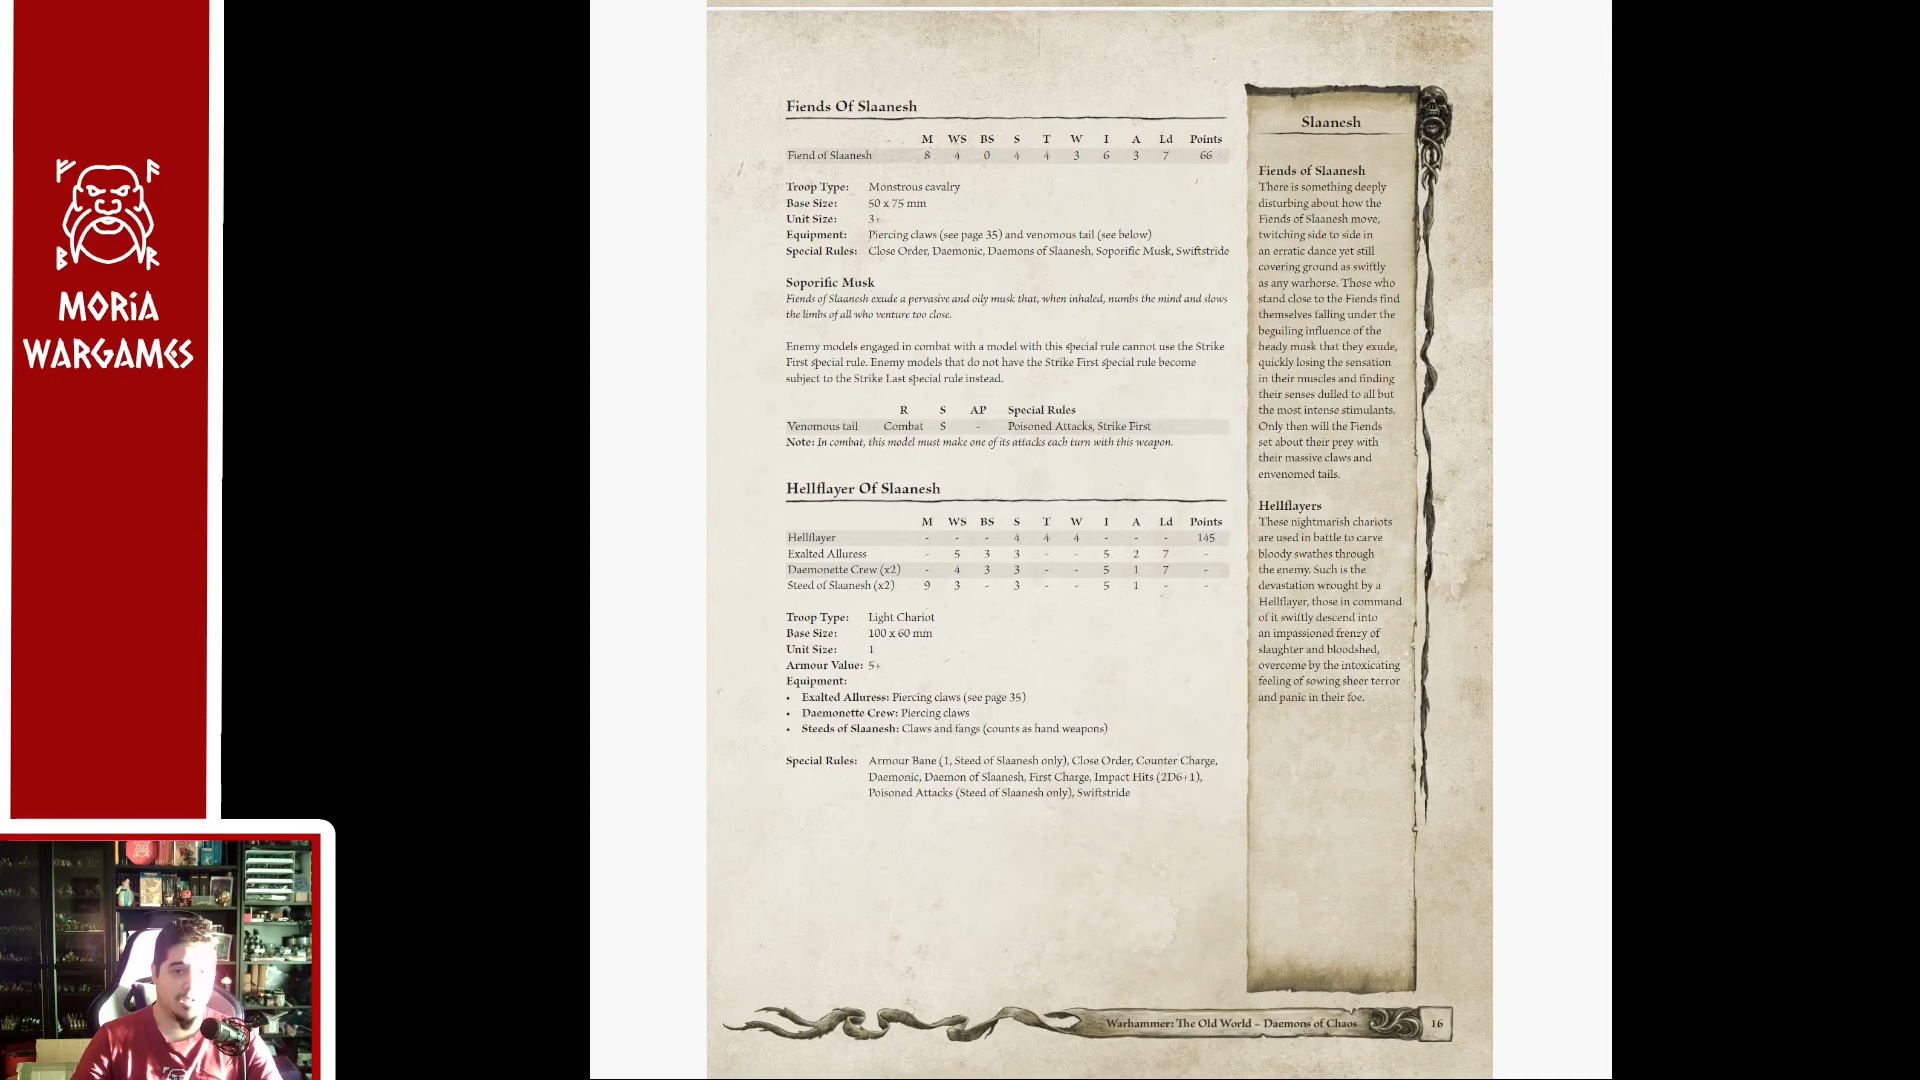 MORiA
WARGAMES
Fiends Of Slaanesh
M WS BS S T W I A Ld Points
Fiend of Slaanesh 8 4 0 4 4 3 6 3 7 66
Troop Type: Monstrous cavalry
Base Size: 50 x 75 mm
Unit Size: 3+
Equipment: Piercing claws (see page 35) and venomous tail (see below)
Special Rules: Close Order, Daemonic, Daemons of Slaanesh, Soporific Musk, Swiftstride
Soporific Musk
Fiends of Slaanesh exude a pervasive and oily musk that, when inhaled, numbs the mind and slows
the limbs of all who venture too close.
Enemy models engaged in combat with a model with this special rule cannot use the Strike
First special rule. Enemy models that do not have the Strike First special rule become
subject to the Strike Last special rule instead.
R S AP Special Rules
Venomous tail Combat S - Poisoned Attacks, Strike First
Note: In combat, this model must make one of its attacks each turn with this weapon.
Hellflayer Of Slaanesh
M WS BS S T W I A Ld Points
Hellflayer - - - 4 4 4 - - - 145
Exalted Alluress - 5 3 3 - - 5 2 7 -
Daemonette Crew (x2) - 4 3 3 - - 5 1 7 -
Steed of Slaanesh (x2) 9 3 - 3 - - 5 1 - -
Troop Type: Light Chariot
Base Size: 100 x 60 mm
Unit Size: 1
Armour Value: 5+
Equipment:
• Exalted Alluress: Piercing claws (see page 35)
• Daemonette Crew: Piercing claws
• Steeds of Slaanesh: Claws and fangs (counts as hand weapons)
Special Rules: Armour Bane (1, Steed of Slaanesh only), Close Order, Counter Charge,
Daemonic, Daemon of Slaanesh, First Charge, Impact Hits (2D6+1),
Poisoned Attacks (Steed of Slaanesh only), Swiftstride
Slaanesh
Fiends of Slaanesh
There is something deeply
disturbing about how the
Fiends of Slaanesh move,
twitching side to side in
an erratic dance yet still
covering ground as swiftly
as any warhorse. Those who
stand close to the Fiends find
themselves falling under the
beguiling influence of the
heady musk that they exude,
quickly losing the sensation
in their muscles and finding
their senses dulled to all but
the most intense stimulants.
Only then will the Fiends
set about their prey with
their massive claws and
envenomed tails.
Hellflayers
These nightmarish chariots
are used in battle to carve
bloody swathes through
the enemy. Such is the
devastation wrought by a
Hellflayer, those in command
of it swiftly descend into
an impassioned frenzy of
slaughter and bloodshed,
overcome by the intoxicating
feeling of sowing sheer terror
and panic in their foe.
Warhammer: The Old World – Daemons of Chaos 16